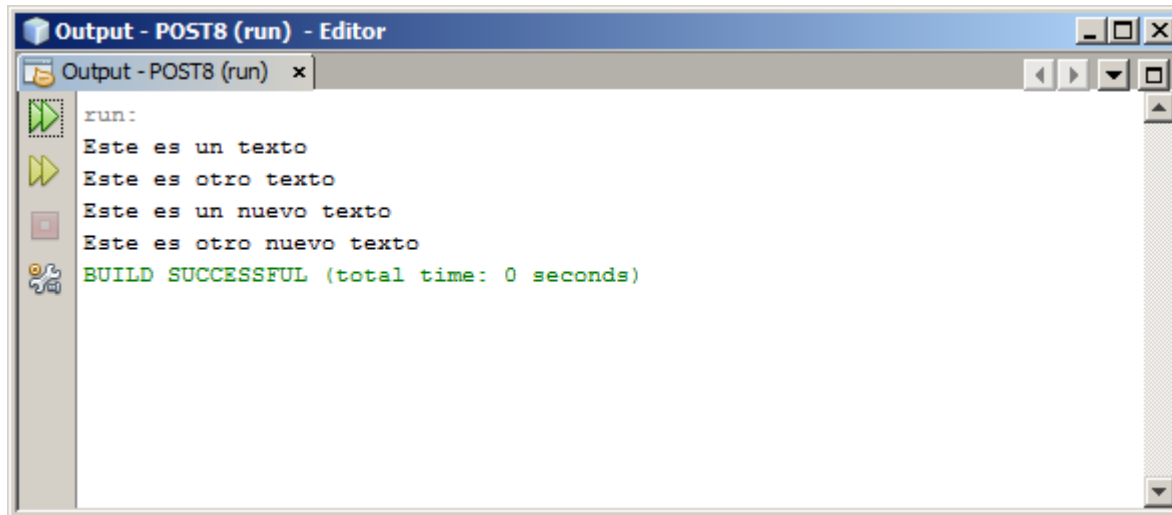 Output - POST8 (run) - Editor
Output - POST8 (run)
run:
Este es un texto
Este es otro texto
Este es un nuevo texto
Este es otro nuevo texto
BUILD SUCCESSFUL (total time: 0 seconds)